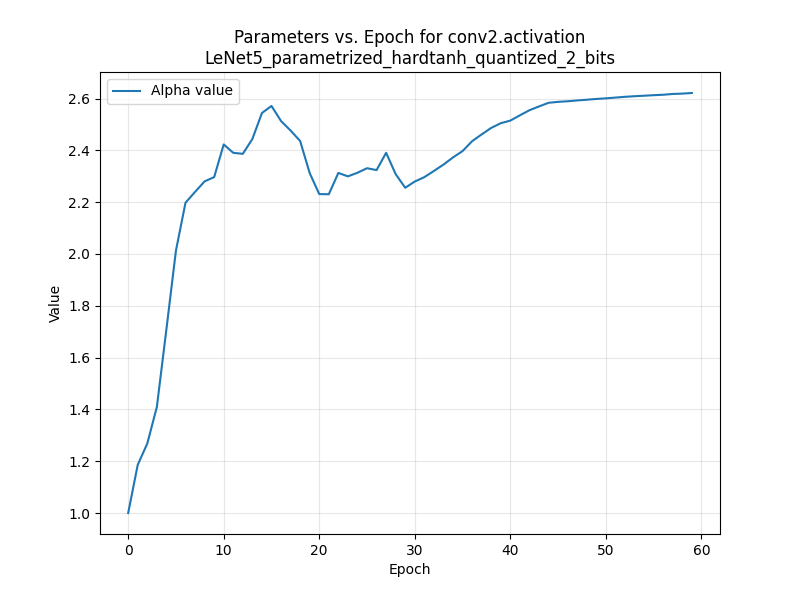 Parameters vs. Epoch for conv2.activation
LeNet5_parametrized_hardtanh_quantized_2_bits
Alpha value
2.6
2.4
2.2
2.0
1.8
1.6
1.4
1.2
1.0
Value
0 10 20 30 40 50 60
Epoch